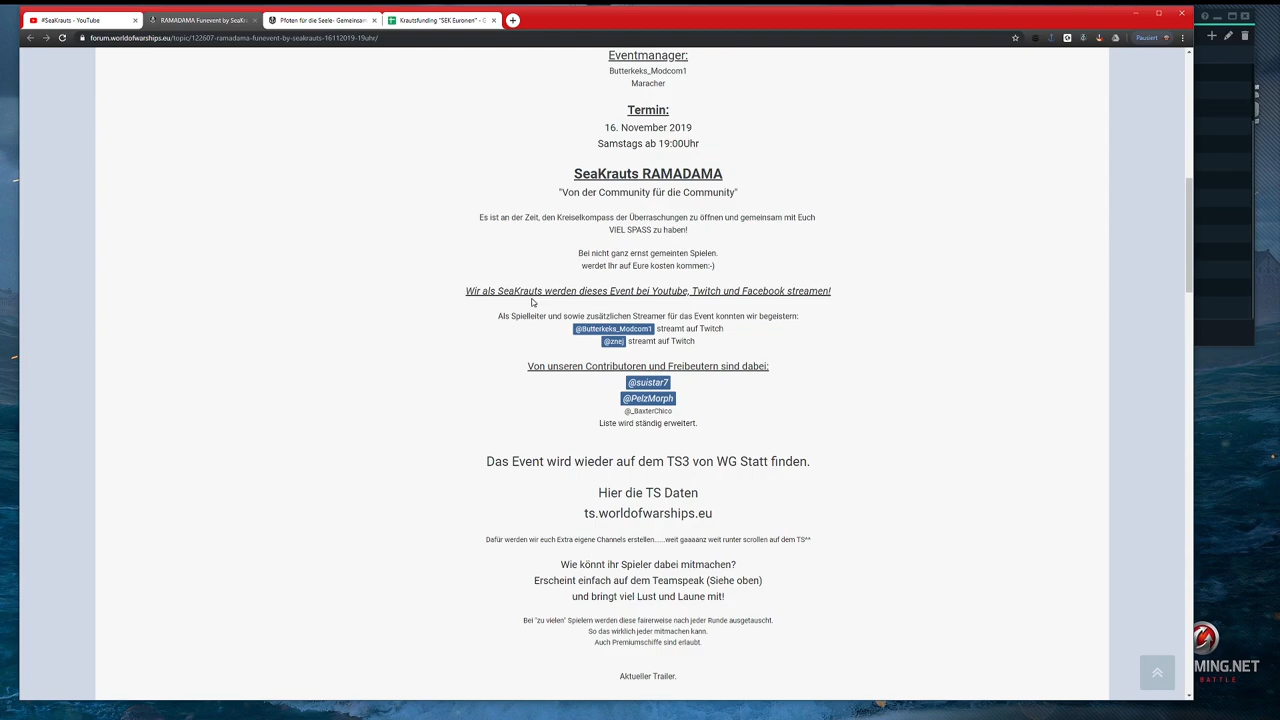 #SeaKrauts - YouTube
RAMADAMA Funevent by SeaKr
Pfoten für die Seele- Gemeinsam
Krautsfunding "SEK Euronen" - G
forum.worldofwarships.eu/topic/122607-ramadama-funevent-by-seakrauts-16112019-19uhr/
Pausiert
Eventmanager:
Butterkeks_Modcom1
Maracher
Termin:
16. November 2019
Samstags ab 19:00Uhr
SeaKrauts RAMADAMA
"Von der Community für die Community"
Es ist an der Zeit, den Kreiselkompass der Überraschungen zu öffnen und gemeinsam mit Euch
VIEL SPASS zu haben!
Bei nicht ganz ernst gemeinten Spielen.
werdet Ihr auf Eure kosten kommen:-)
Wir als SeaKrauts werden dieses Event bei Youtube, Twitch und Facebook streamen!
Als Spielleiter und sowie zusätzlichen Streamer für das Event konnten wir begeistern:
@Butterkeks_Modcom1 streamt auf Twitch
@znej streamt auf Twitch
Von unseren Contributoren und Freibeutern sind dabei:
@suistar7
@PelzMorph
@_BaxterChico
Liste wird ständig erweitert.
Das Event wird wieder auf dem TS3 von WG Statt finden.
Hier die TS Daten
ts.worldofwarships.eu
Dafür werden wir euch Extra eigene Channels erstellen......weit gaaaanz weit runter scrollen auf dem TS^^
Wie könnt ihr Spieler dabei mitmachen?
Erscheint einfach auf dem Teamspeak (Siehe oben)
und bringt viel Lust und Laune mit!
Bei "zu vielen" Spielern werden diese fairerweise nach jeder Runde ausgetauscht.
So das wirklich jeder mitmachen kann.
Auch Premiumschiffe sind erlaubt.
Aktueller Trailer.
MING.NET
BATTLE